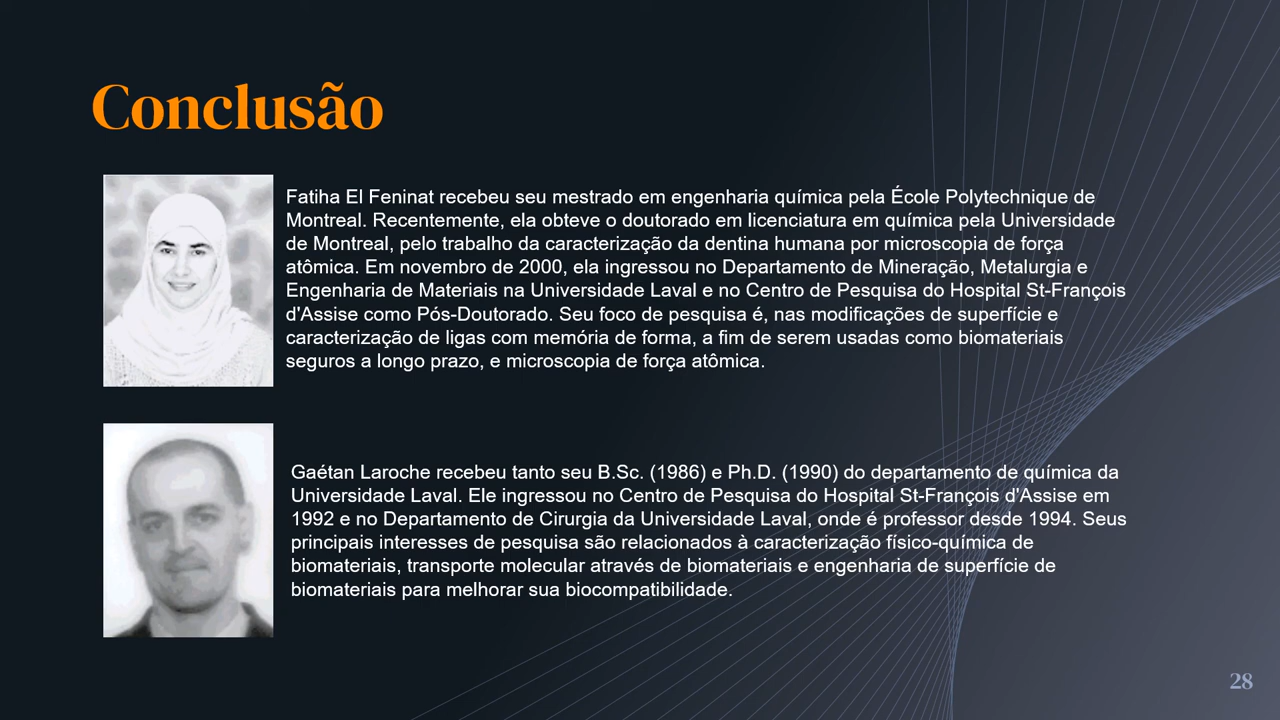 Conclusão
Fatiha El Feninat recebeu seu mestrado em engenharia química pela École Polytechnique de
Montreal. Recentemente, ela obteve o doutorado em licenciatura em química pela Universidade
de Montreal, pelo trabalho da caracterização da dentina humana por microscopia de força
atômica. Em novembro de 2000, ela ingressou no Departamento de Mineração, Metalurgia e
Engenharia de Materiais na Universidade Laval e no Centro de Pesquisa do Hospital St-François
d'Assise como Pós-Doutorado. Seu foco de pesquisa é, nas modificações de superfície e
caracterização de ligas com memória de forma, a fim de serem usadas como biomateriais
seguros a longo prazo, e microscopia de força atômica.
Gaétan Laroche recebeu tanto seu B.Sc. (1986) e Ph.D. (1990) do departamento de química da
Universidade Laval. Ele ingressou no Centro de Pesquisa do Hospital St-François d'Assise em
1992 e no Departamento de Cirurgia da Universidade Laval, onde é professor desde 1994. Seus
principais interesses de pesquisa são relacionados à caracterização físico-química de
biomateriais, transporte molecular através de biomateriais e engenharia de superfície de
biomateriais para melhorar sua biocompatibilidade.
28